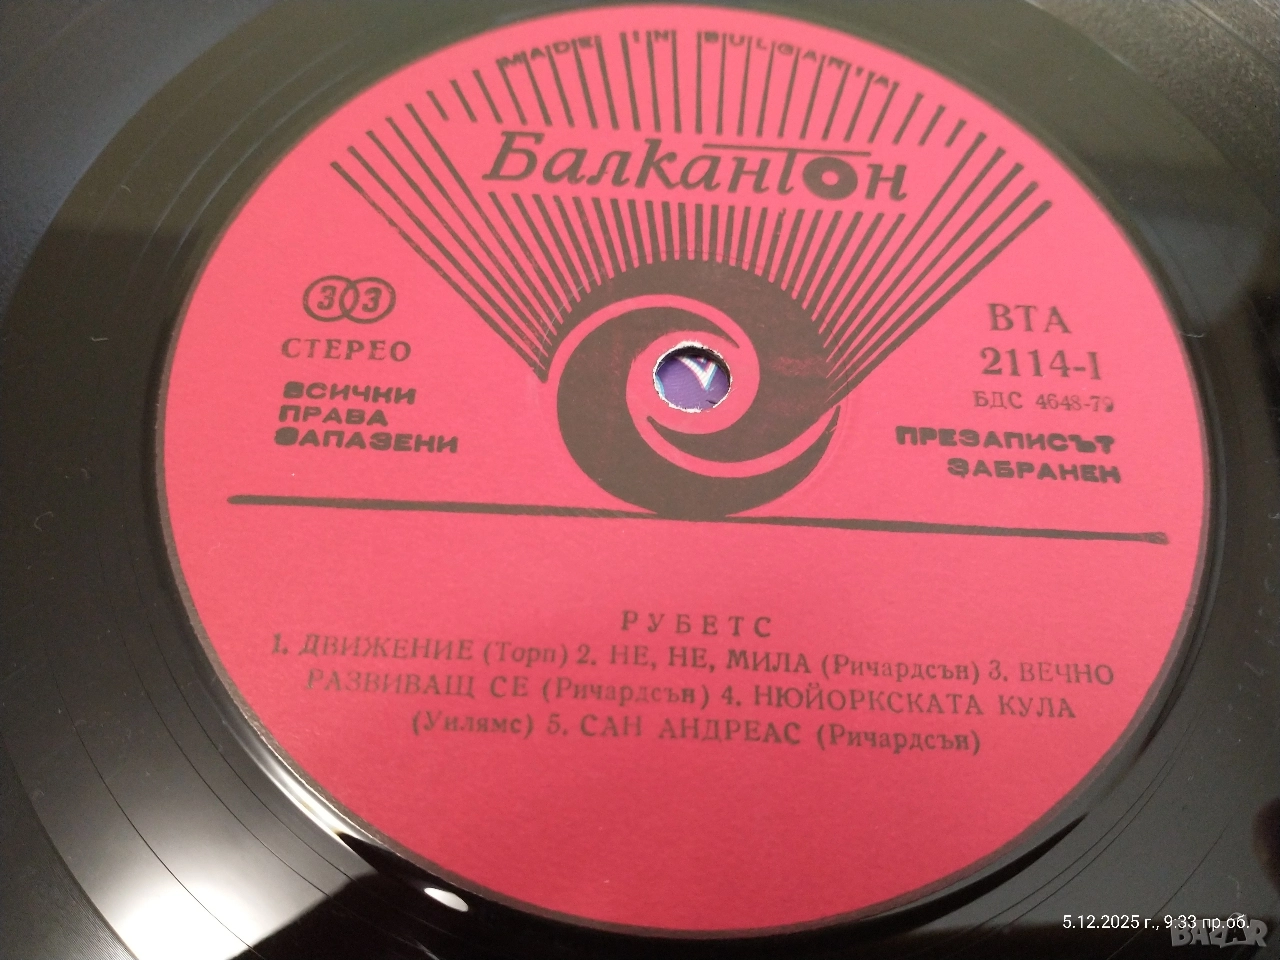 MADE IN BULGARIA
Балкантон
33
СТЕРЕО
ВСИЧКИ
ПРАВА
ЗАПАЗЕНИ
ВТА
2114-I
БДС 4648-79
ПРЕЗАПИСЪТ
ЗАБРАНЕН
РУБЕТС
1. ДВИЖЕНИЕ (Торп) 2. НЕ, НЕ, МИЛА (Ричардсън) 3. ВЕЧНО
РАЗВИВАЩ СЕ (Ричардсън) 4. НЮЙОРКСКАТА КУЛА
(Уилямс) 5. САН АНДРЕАС (Ричардсън)
5.12.2025 г., 9:33 пр.об.
BAZAR